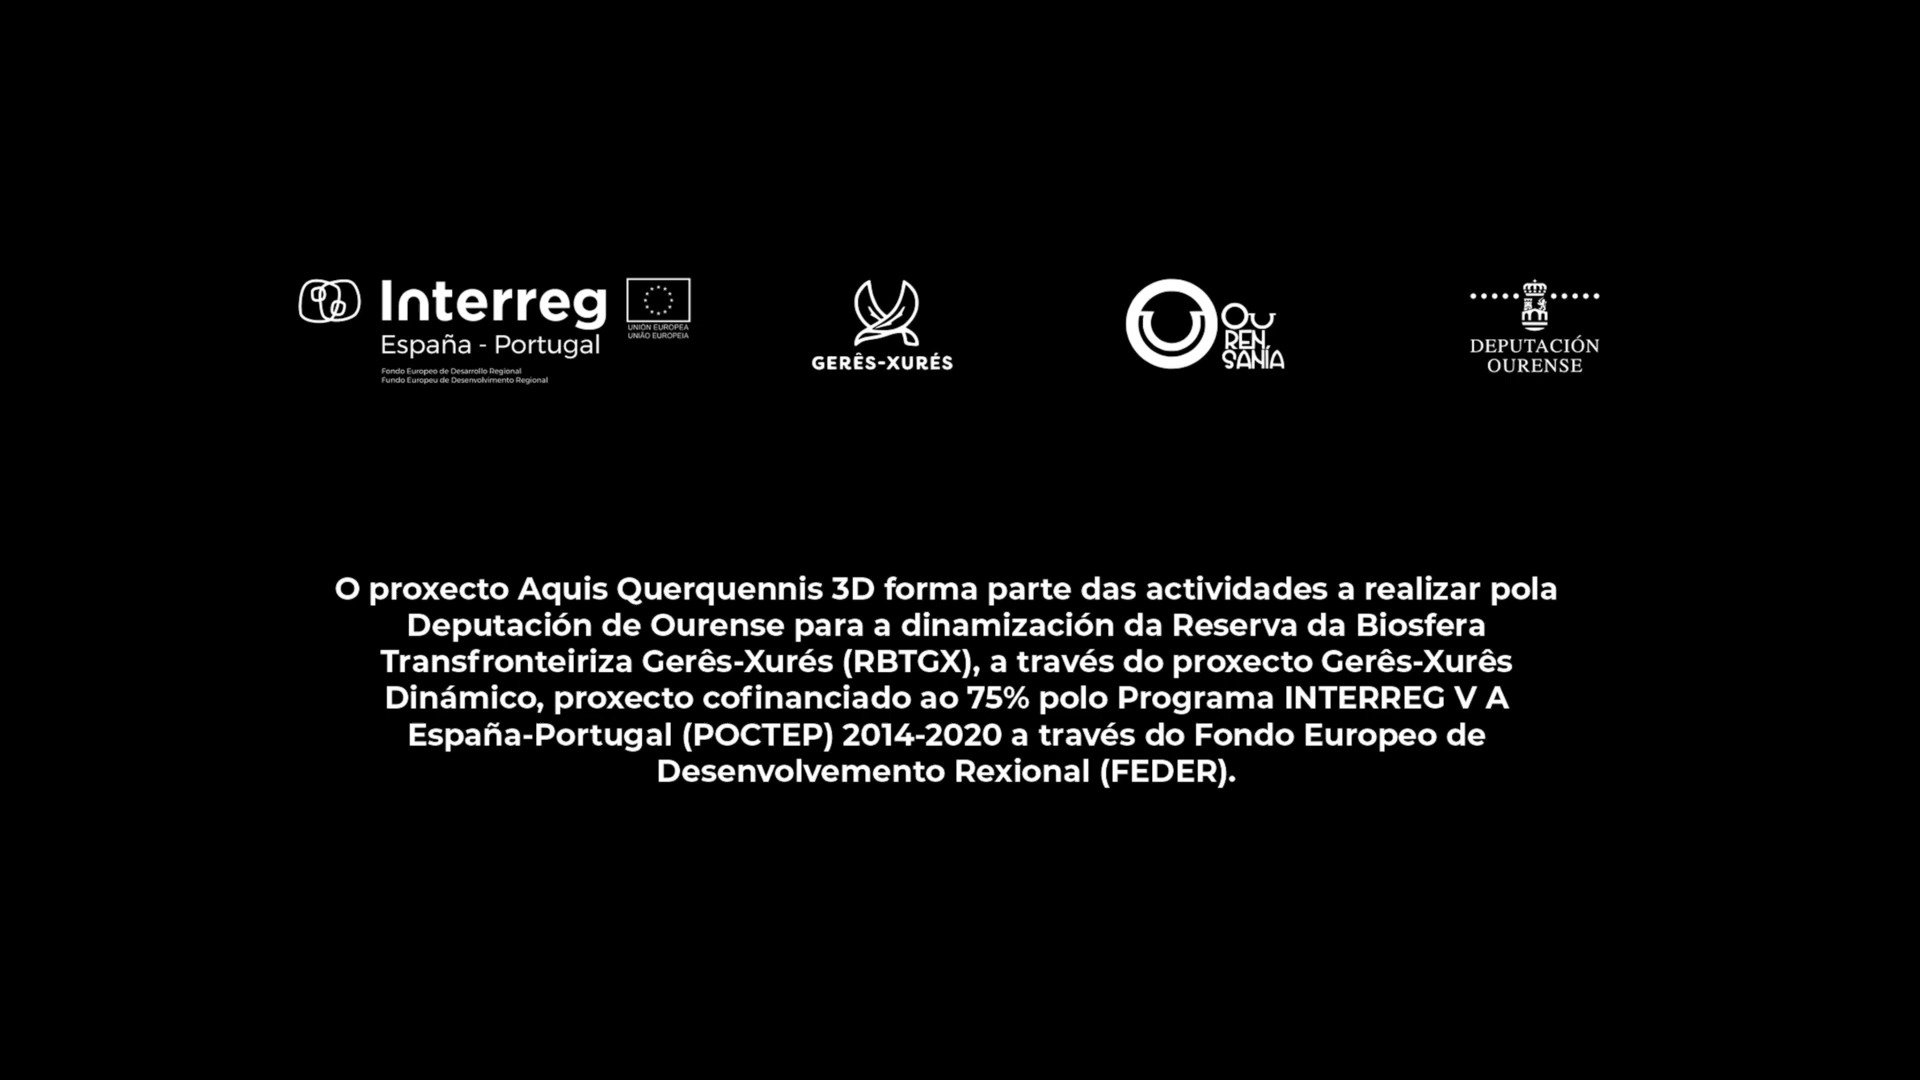 Interreg
España - Portugal
Fondo Europeo de Desarrollo Regional
Fundo Europeu de Desenvolvimento Regional
UNIÓN EUROPEA
UNIÃO EUROPEIA
GERÊS-XURÉS
OU
REN
SANÍA
DEPUTACIÓN
OURENSE
O proxecto Aquis Querquennis 3D forma parte das actividades a realizar pola
Deputación de Ourense para a dinamización da Reserva da Biosfera
Transfronteiriza Gerês-Xurés (RBTGX), a través do proxecto Gerês-Xurês
Dinámico, proxecto cofinanciado ao 75% polo Programa INTERREG V A
España-Portugal (POCTEP) 2014-2020 a través do Fondo Europeo de
Desenvolvemento Rexional (FEDER).